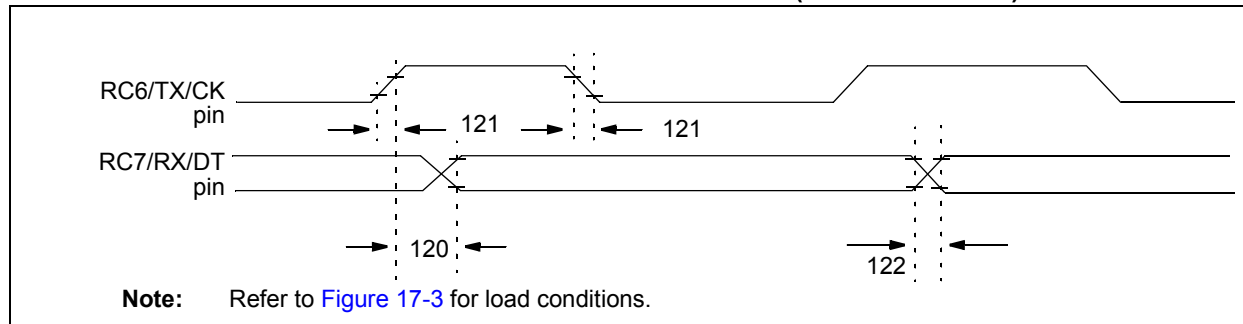 RC6/TX/CK
pin
121
121
RC7/RX/DT
pin
120
122
Note: Refer to Figure 17-3 for load conditions.